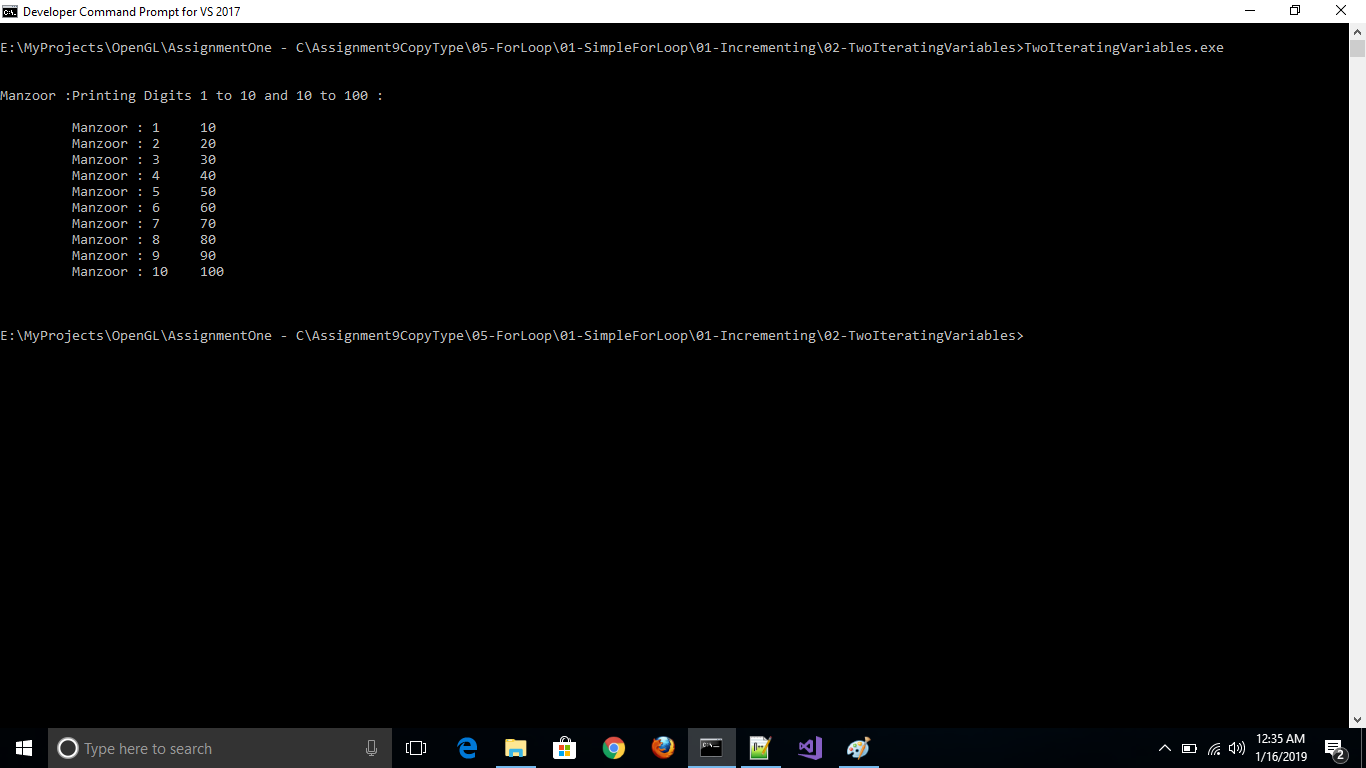 Developer Command Prompt for VS 2017
E:\MyProjects\OpenGL\AssignmentOne - C\Assignment9CopyType\05-ForLoop\01-SimpleForLoop\01-Incrementing\02-TwoIteratingVariables>TwoIteratingVariables.exe
Manzoor :Printing Digits 1 to 10 and 10 to 100 :
Manzoor : 1 10
Manzoor : 2 20
Manzoor : 3 30
Manzoor : 4 40
Manzoor : 5 50
Manzoor : 6 60
Manzoor : 7 70
Manzoor : 8 80
Manzoor : 9 90
Manzoor : 10 100
E:\MyProjects\OpenGL\AssignmentOne - C\Assignment9CopyType\05-ForLoop\01-SimpleForLoop\01-Incrementing\02-TwoIteratingVariables>
Type here to search
12:35 AM
1/16/2019
2